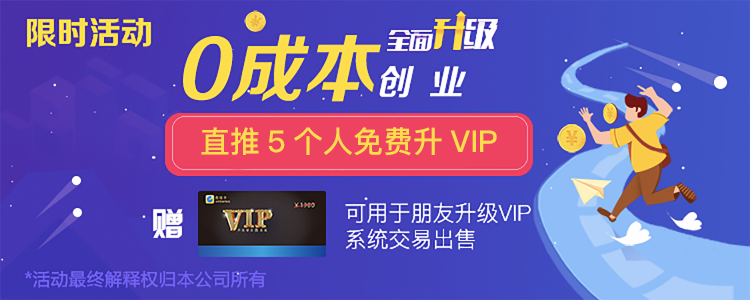 限时活动
0成本 全面升级
创业
直推 5 个人免费升 VIP
赠
VIP
可用于朋友升级VIP
系统交易出售
*活动最终解释权归本公司所有